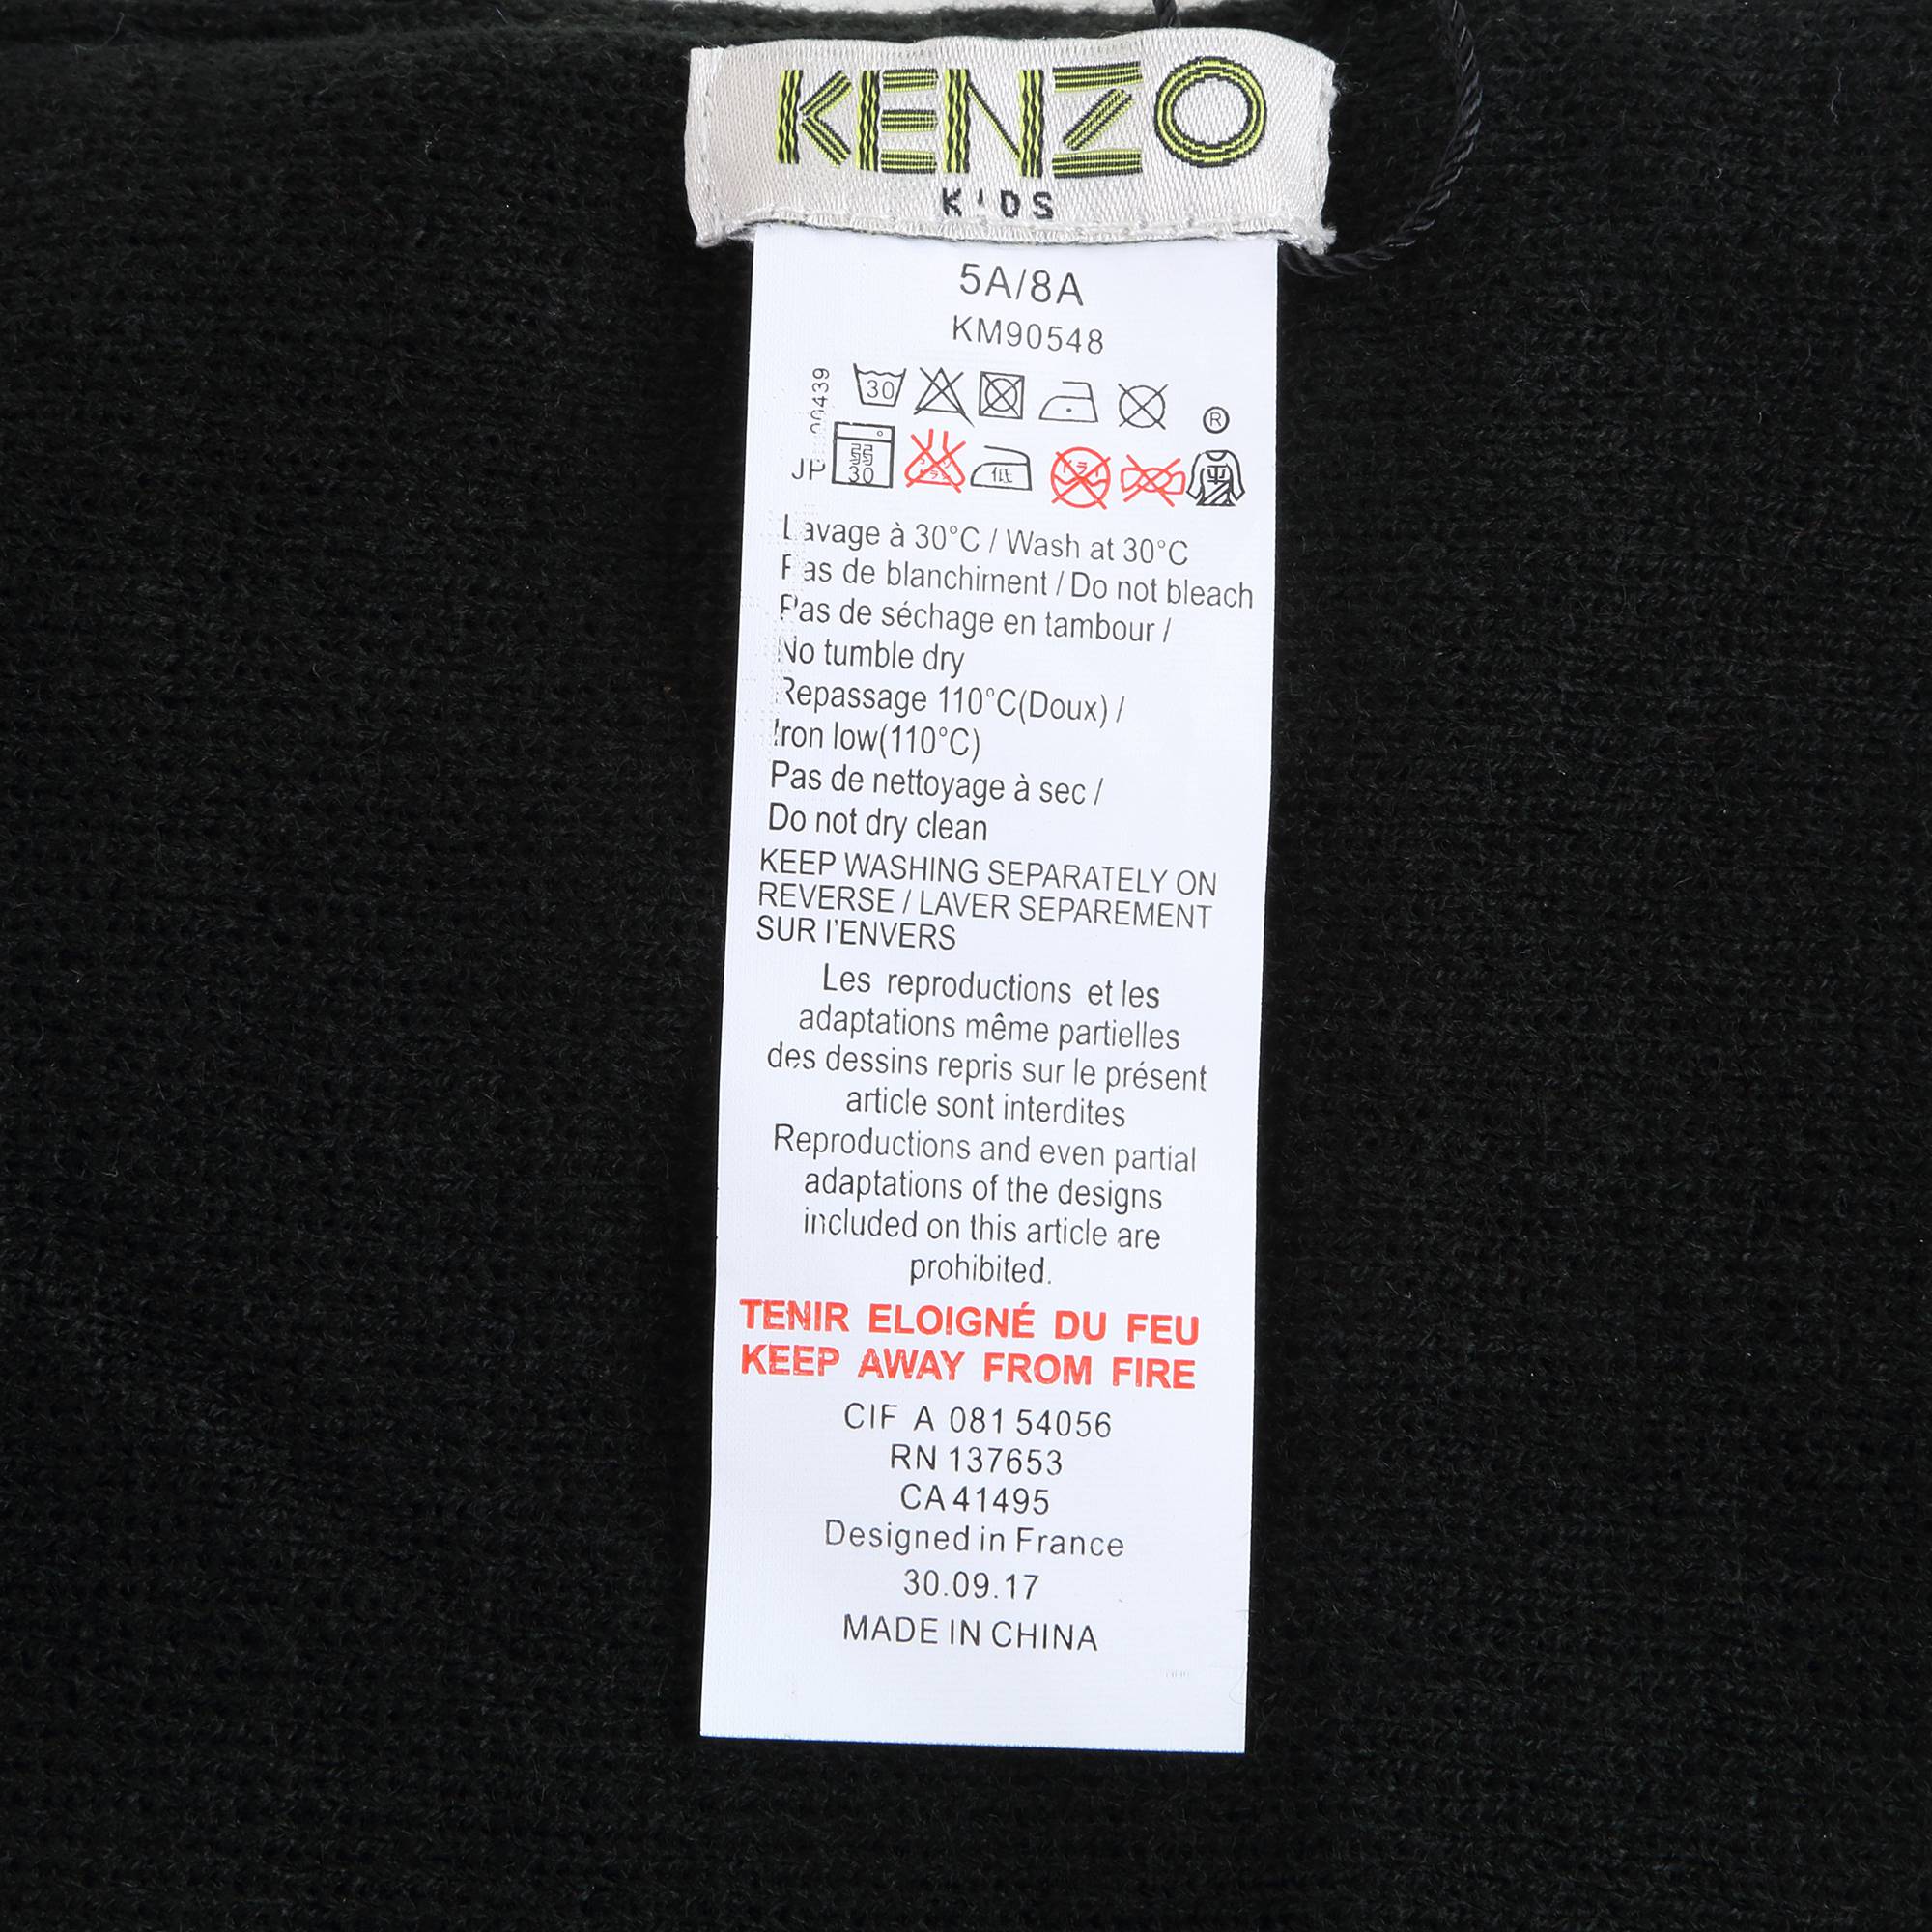 KENZO
KIDS
5A/8A
KM90548
30
®
JP
30 低
Lavage à 30°C / Wash at 30°C
Pas de blanchiment / Do not bleach
Pas de séchage en tambour /
No tumble dry
Repassage 110°C(Doux) /
Iron low(110°C)
Pas de nettoyage à sec /
Do not dry clean
KEEP WASHING SEPARATELY ON
REVERSE / LAVER SEPAREMENT
SUR l'ENVERS
Les reproductions et les
adaptations même partielles
des dessins repris sur le présent
article sont interdites
Reproductions and even partial
adaptations of the designs
included on this article are
prohibited.
TENIR ELOIGNÉ DU FEU
KEEP AWAY FROM FIRE
CIF A 081 54056
RN 137653
CA 41495
Designed in France
30.09.17
MADE IN CHINA